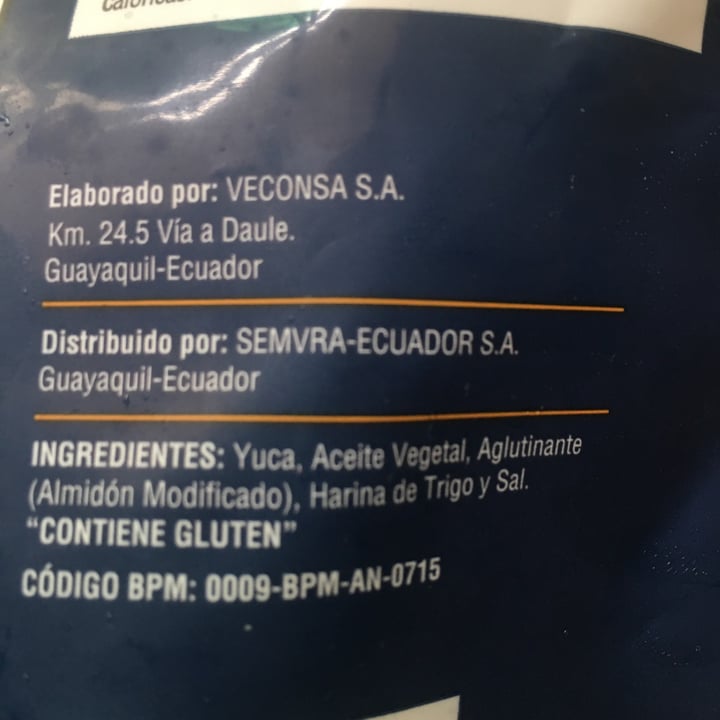 calóricas
Elaborado por: VECONSA S.A.
Km. 24.5 Vía a Daule.
Guayaquil-Ecuador
Distribuido por: SEMVRA-ECUADOR S.A.
Guayaquil-Ecuador
INGREDIENTES: Yuca, Aceite Vegetal, Aglutinante
(Almidón Modificado), Harina de Trigo y Sal.
“CONTIENE GLUTEN”
CÓDIGO BPM: 0009-BPM-AN-0715